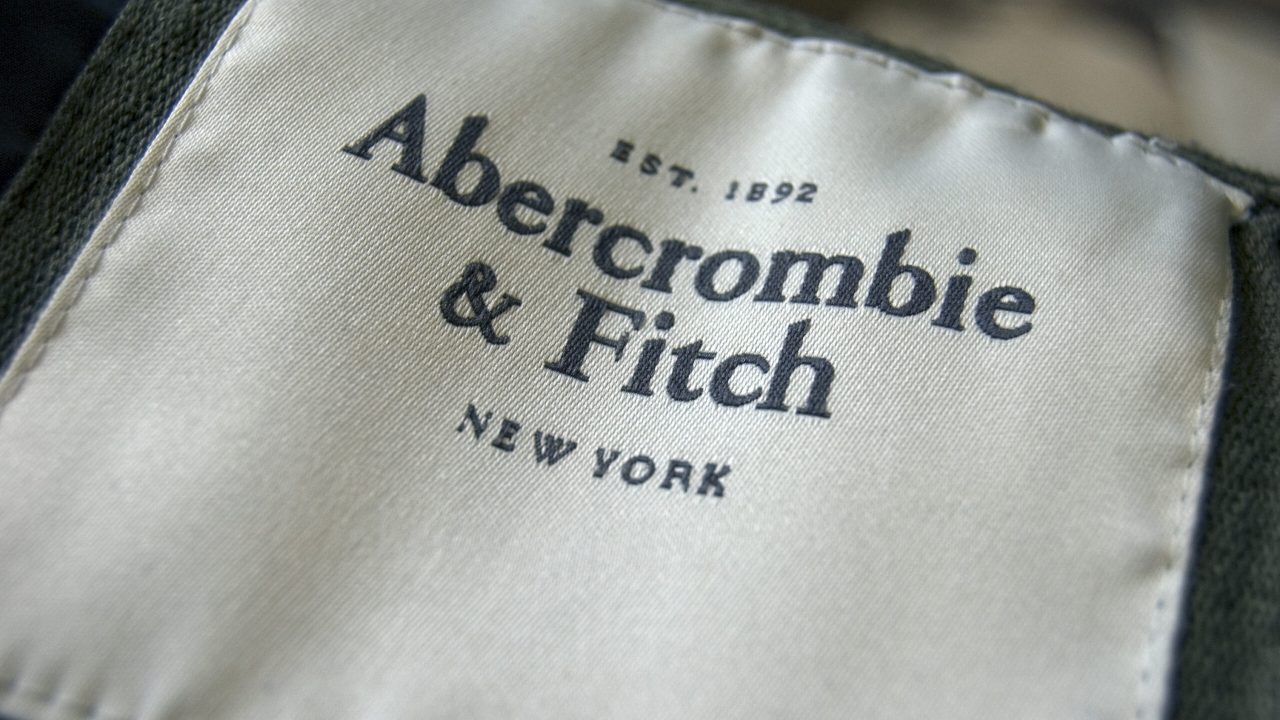 EST. 1892
Abercrombie
& Fitch
NEW YORK